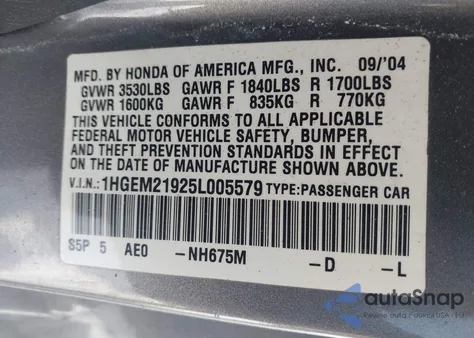 MFD. BY HONDA OF AMERICA MFG., INC. 09/'04
GVWR 3530LBS GAWR F 1840LBS R 1700LBS
GVWR 1600KG GAWR F 835KG R 770KG
THIS VEHICLE CONFORMS TO ALL APPLICABLE
FEDERAL MOTOR VEHICLE SAFETY, BUMPER,
AND THEFT PREVENTION STANDARDS IN EFFECT
ON THE DATE OF MANUFACTURE SHOWN ABOVE.
V.I.N.:1HGEM21925L005579 TYPE:PASSENGER CAR
S5P 5 AE0 -NH675M -D -L
autoSnap